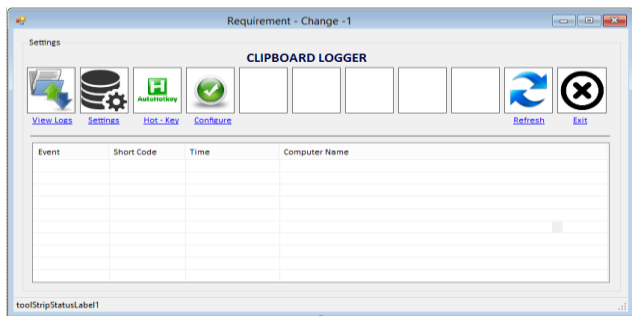 Requirement - Change -1
Settings
CLIPBOARD LOGGER
H
AutoHotkey
View Logs Settings Hot - Key Configure Refresh Exit
Event Short Code Time Computer Name
toolStripStatusLabel1